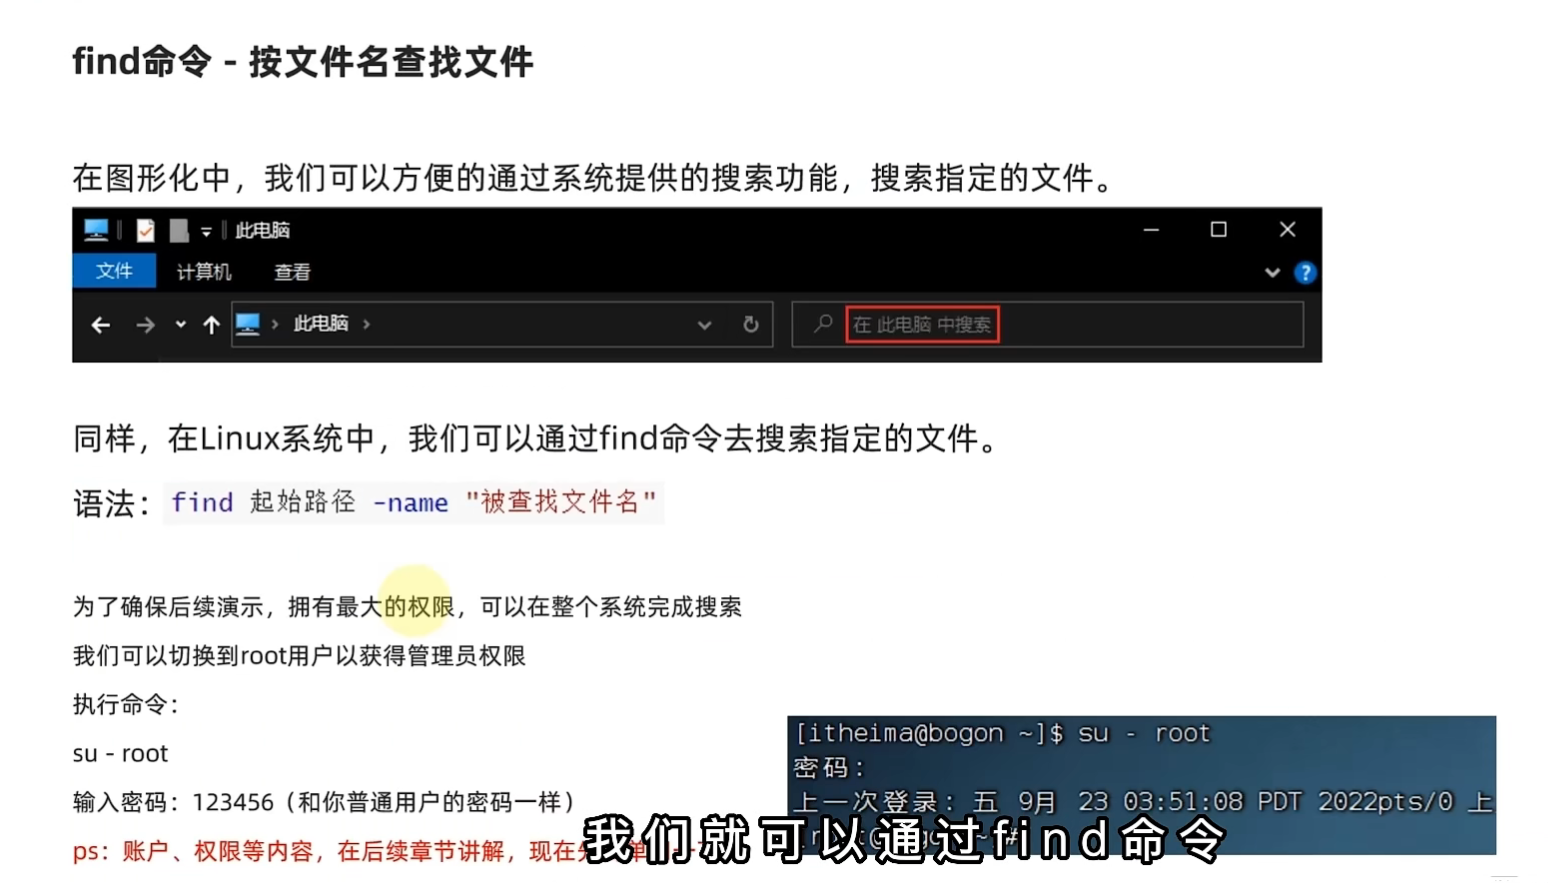 find命令 - 按文件名查找文件
在图形化中，我们可以方便的通过系统提供的搜索功能，搜索指定的文件。
此电脑
文件 计算机 查看
此电脑
在 此电脑 中搜索
同样，在Linux系统中，我们可以通过find命令去搜索指定的文件。
语法：find 起始路径 -name "被查找文件名"
为了确保后续演示，拥有最大的权限，可以在整个系统完成搜索
我们可以切换到root用户以获得管理员权限
执行命令：
su - root
输入密码：123456（和你普通用户的密码一样）
ps：账户、权限等内容，在后续章节讲解，现在
[itheima@bogon ~]$ su - root
密码：
上一次登录：五 9月 23 03:51:08 PDT 2022pts/0 上
我们就可以通过find命令